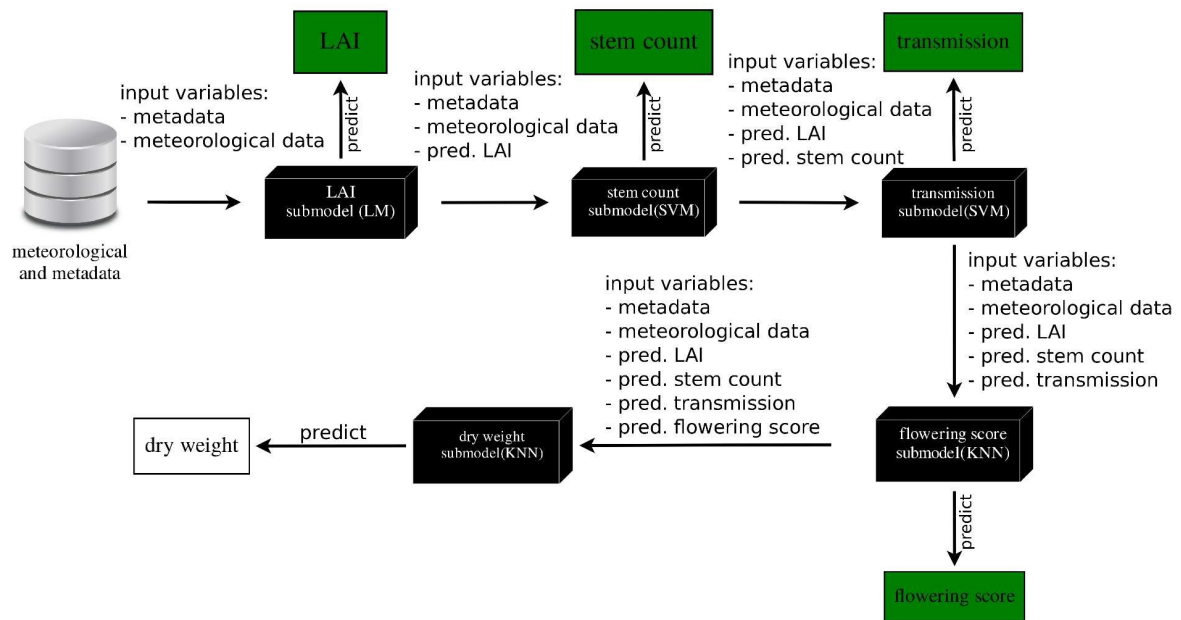 LAI
stem count
transmission
input variables:
- metadata
- meteorological data
predict
input variables:
- metadata
- meteorological data
- pred. LAI
predict
input variables:
- metadata
- meteorological data
- pred. LAI
- pred. stem count
predict
meteorological
and metadata
LAI
submodel (LM)
stem count
submodel(SVM)
transmission
submodel(SVM)
input variables:
- metadata
- meteorological data
- pred. LAI
- pred. stem count
- pred. transmission
input variables:
- metadata
- meteorological data
- pred. LAI
- pred. stem count
- pred. transmission
- pred. flowering score
flowering score
submodel(KNN)
dry weight
submodel(KNN)
predict
dry weight
predict
flowering score